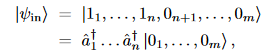 |ψ_in⟩ = |1_1, . . . , 1_n, 0_{n+1}, . . . , 0_m⟩
= â_1^† . . . â_n^† |0_1, . . . , 0_m⟩ ,